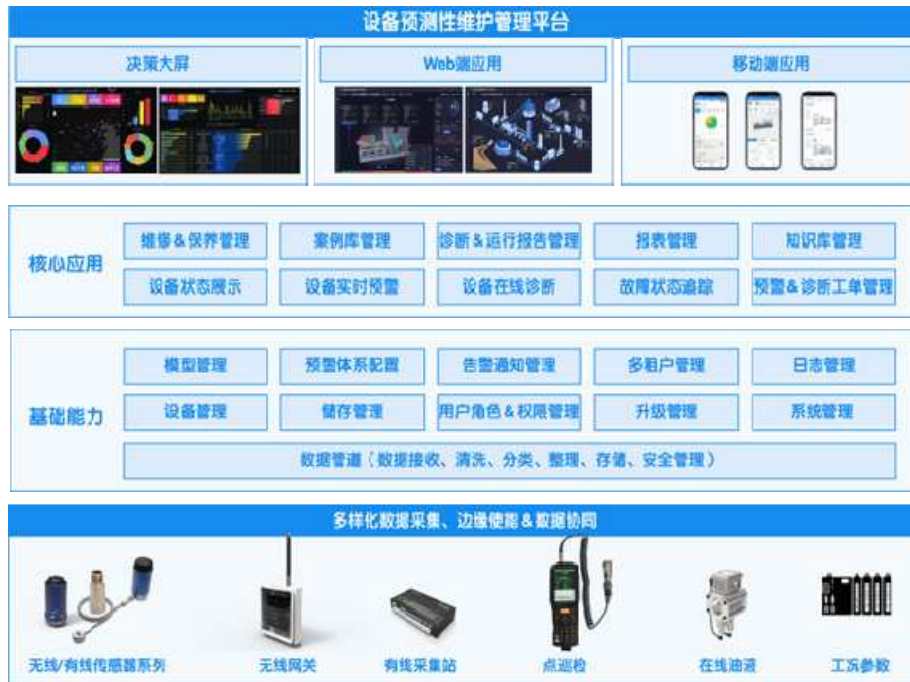 设备预测性维护管理平台
决策大屏
Web端应用
移动端应用
核心应用
维修&保养管理
案例库管理
诊断&运行报告管理
报表管理
知识库管理
设备状态展示
设备实时预警
设备在线诊断
故障状态追踪
预警&诊断工单管理
基础能力
模型管理
预警体系配置
告警通知管理
多租户管理
日志管理
设备管理
储存管理
用户角色&权限管理
升级管理
系统管理
数据管道(数据接收、清洗、分类、整理、存储、安全管理)
多样化数据采集、边缘使能&数据协同
无线/有线传感器系列
无线网关
有线采集站
点巡检
在线油液
工况参数